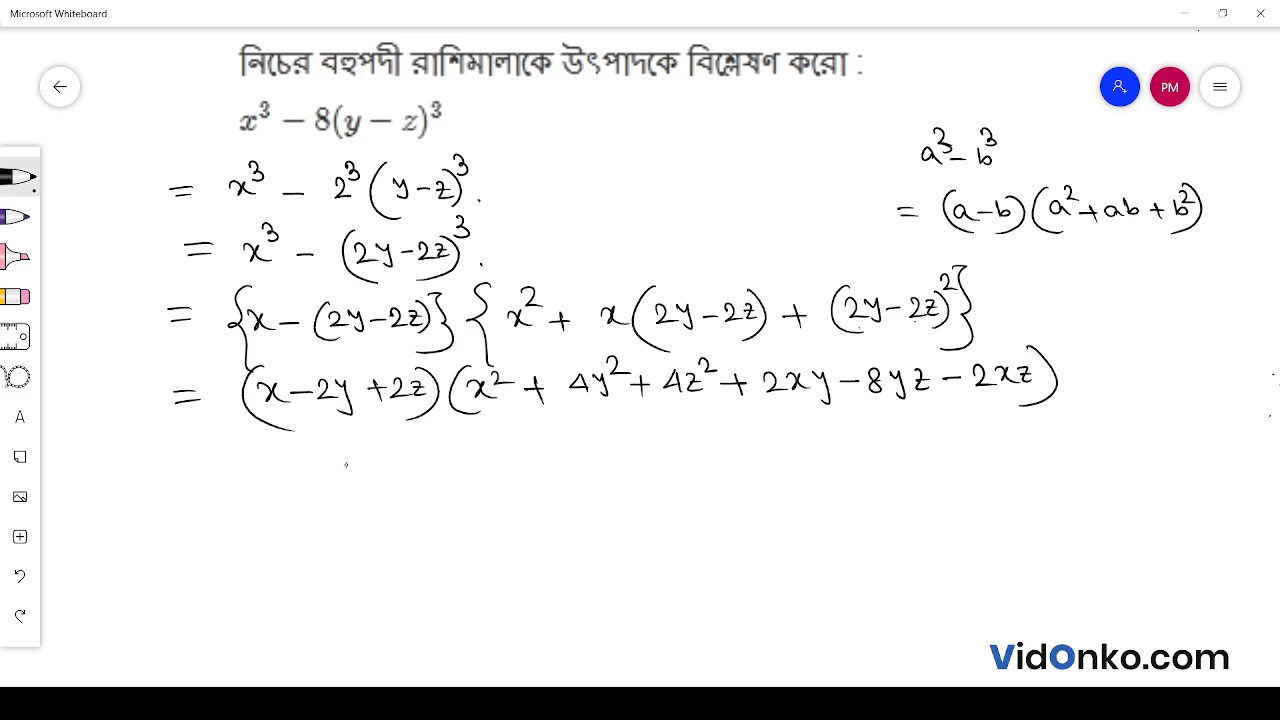 Microsoft Whiteboard
নিচের বহুপদী রাশিমালাকে উৎপাদকে বিশ্লেষণ করো :
x³ − 8(y − z)³
PM
= x³ − 2³ (y−z)³.
= x³ − (2y−2z)³.
= {x − (2y−2z)} {x² + x(2y−2z) + (2y−2z)²}
= (x−2y+2z)(x² + 4y² + 4z² + 2xy − 8yz − 2xz)
a³ − b³
= (a−b)(a² + ab + b²)
A
VidOnko.com